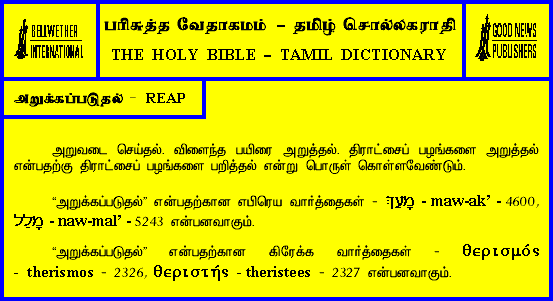 BELLWETHER
INTERNATIONAL
பரிசுத்த வேதாகமம் – தமிழ் சொல்லகராதி
THE HOLY BIBLE – TAMIL DICTIONARY
GOOD NEWS
PUBLISHERS
அறுக்கப்படுதல் – REAP
அறுவடை செய்தல். விளைந்த பயிரை அறுத்தல். திராட்சைப் பழங்களை அறுத்தல்
என்பதற்கு திராட்சைப் பழங்களை பறித்தல் என்று பொருள் கொள்ளவேண்டும்.
“அறுக்கப்படுதல்” என்பதற்கான எபிரெய வார்த்தைகள் - - maw-ak’ - 4600,
- naw-mal’ - 5243 என்பனவாகும்.
“அறுக்கப்படுதல்” என்பதற்கான கிரேக்க வார்த்தைகள் - θερισμός
- therismos - 2326, θεριστής - theristees - 2327 என்பனவாகும்.